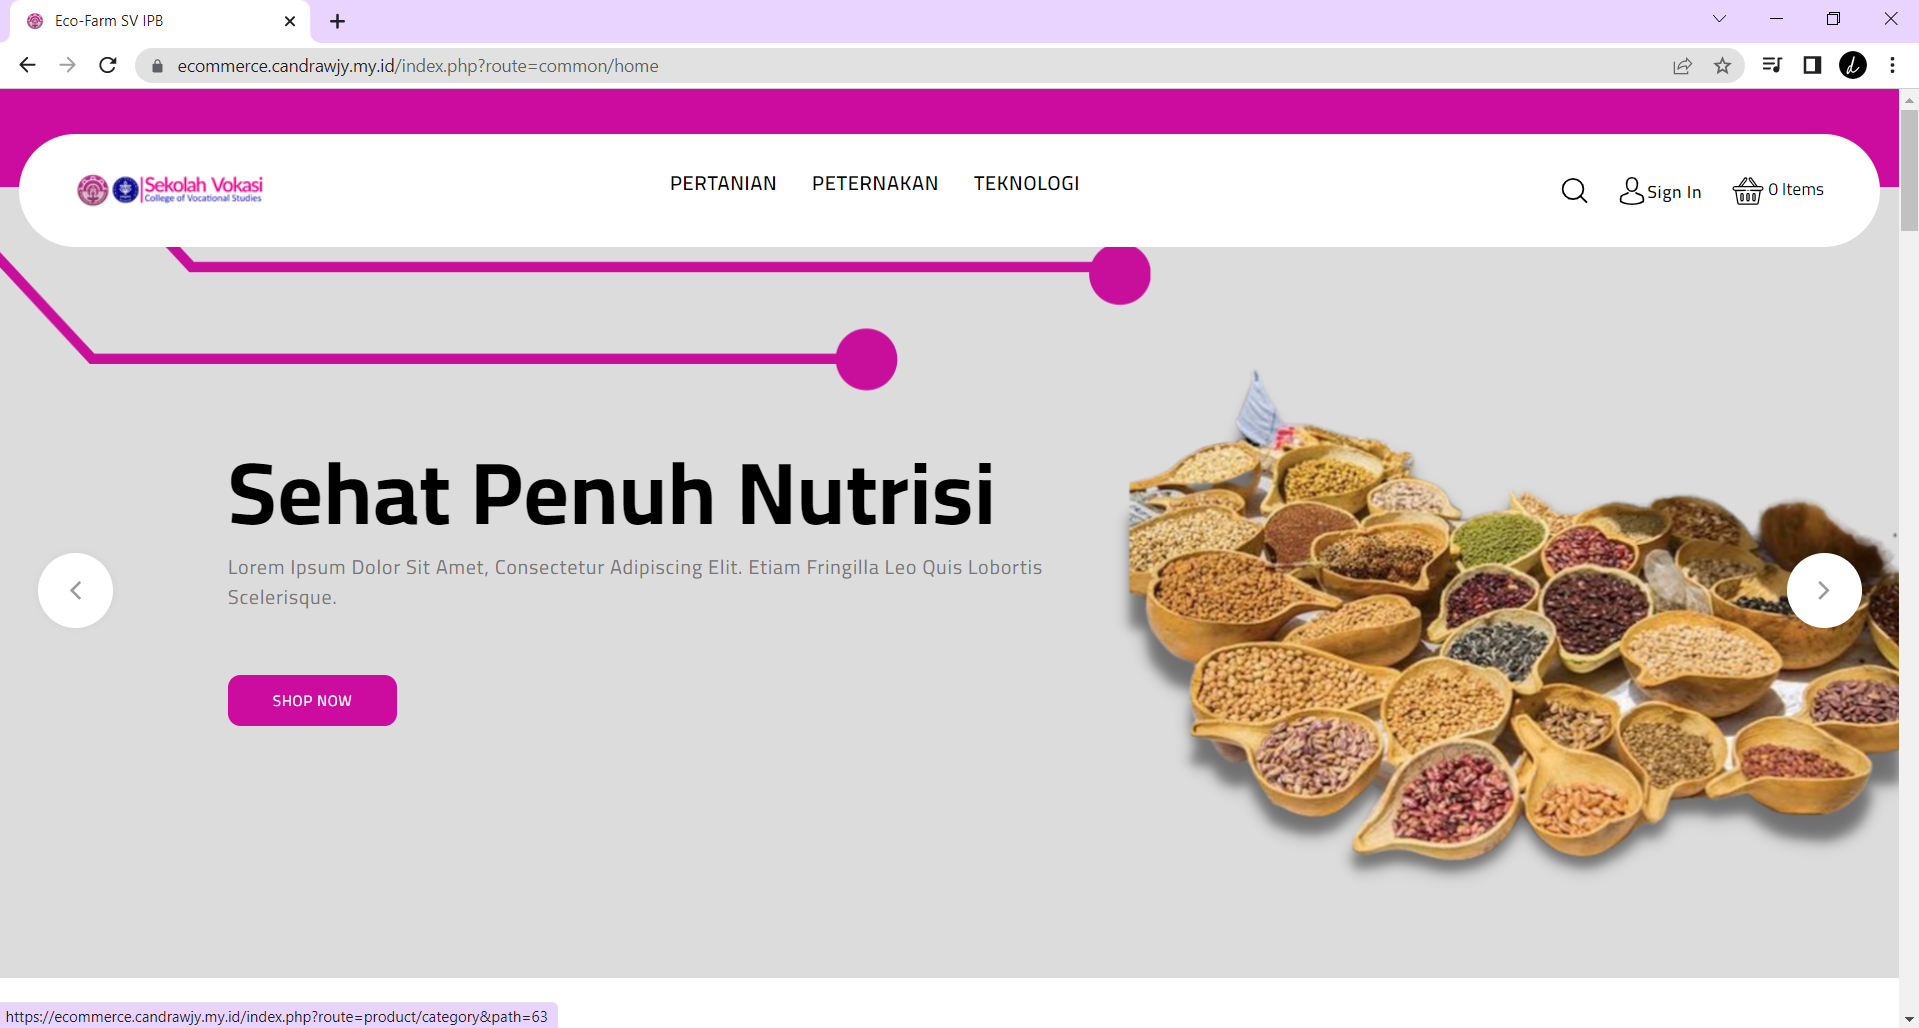 Eco-Farm SV IPB
ecommerce.candrawjy.my.id/index.php?route=common/home
Sekolah Vokasi
College of Vocational Studies
PERTANIAN PETERNAKAN TEKNOLOGI
Sign In
0 Items
Sehat Penuh Nutrisi
Lorem Ipsum Dolor Sit Amet, Consectetur Adipiscing Elit. Etiam Fringilla Leo Quis Lobortis
Scelerisque.
SHOP NOW
https://ecommerce.candrawjy.my.id/index.php?route=product/category&path=63